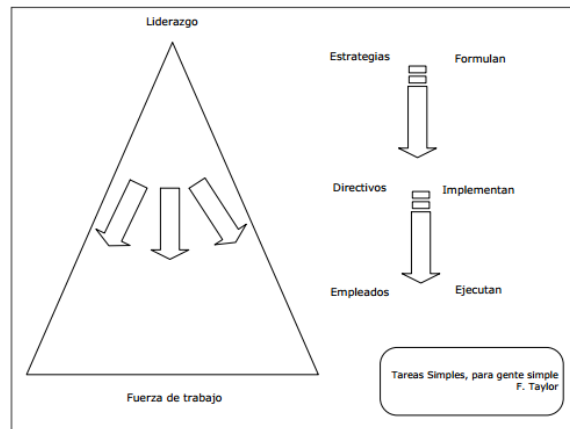 Liderazgo
Estrategias Formulan
Directivos Implementan
Empleados Ejecutan
Fuerza de trabajo
Tareas Simples, para gente simple
F. Taylor